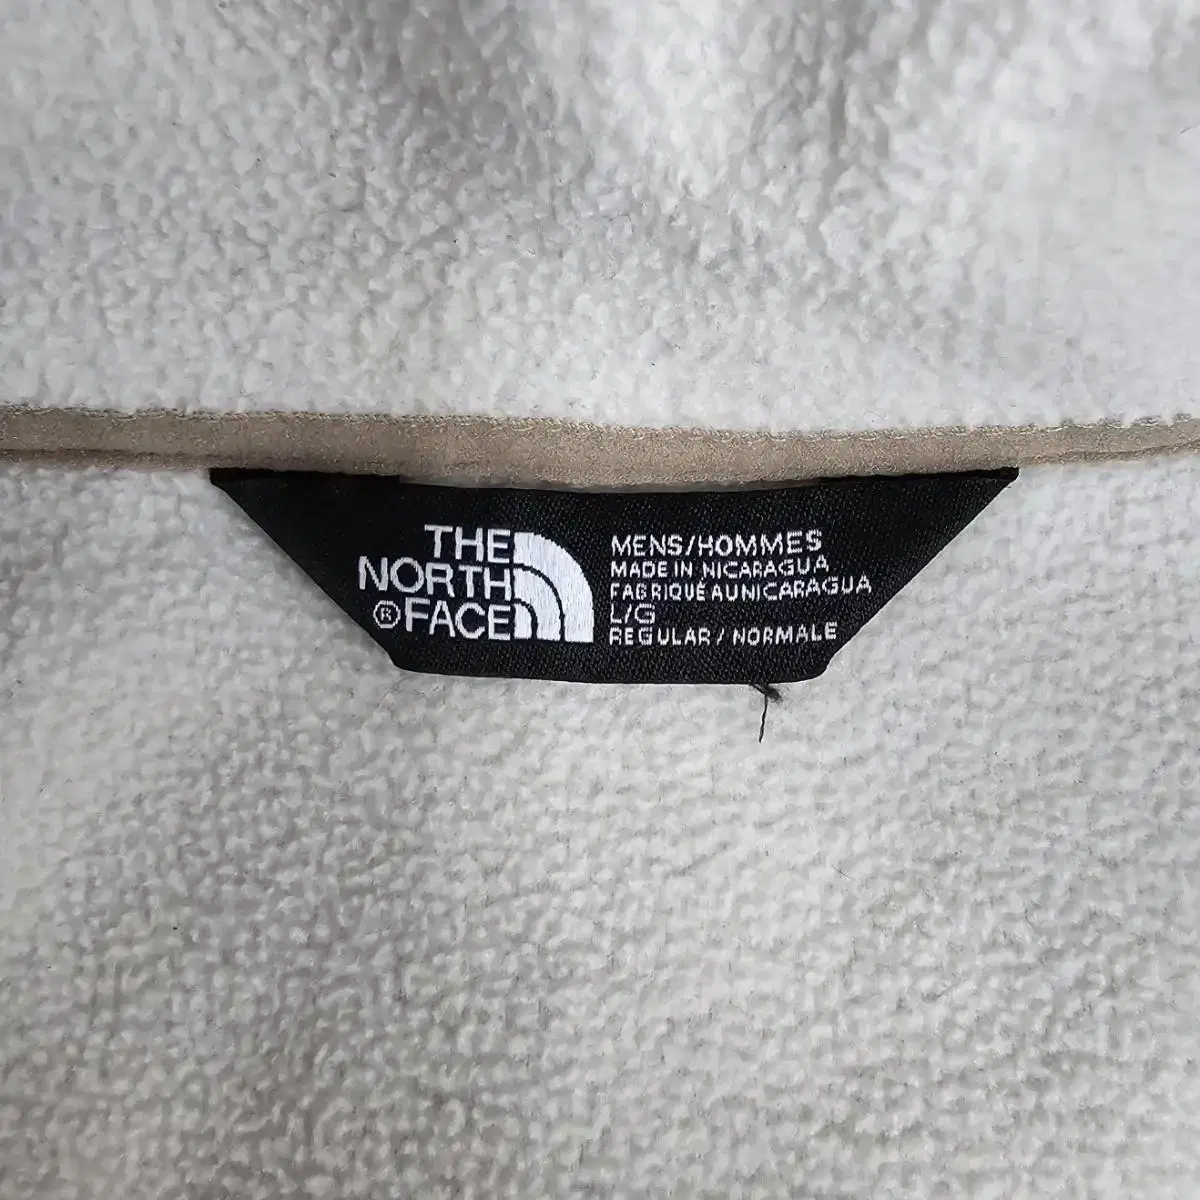 THE
NORTH
® FACE
MENS/HOMMES
MADE IN NICARAGUA
FABRIQUÉ AU NICARAGUA
L/G
REGULAR / NORMALE